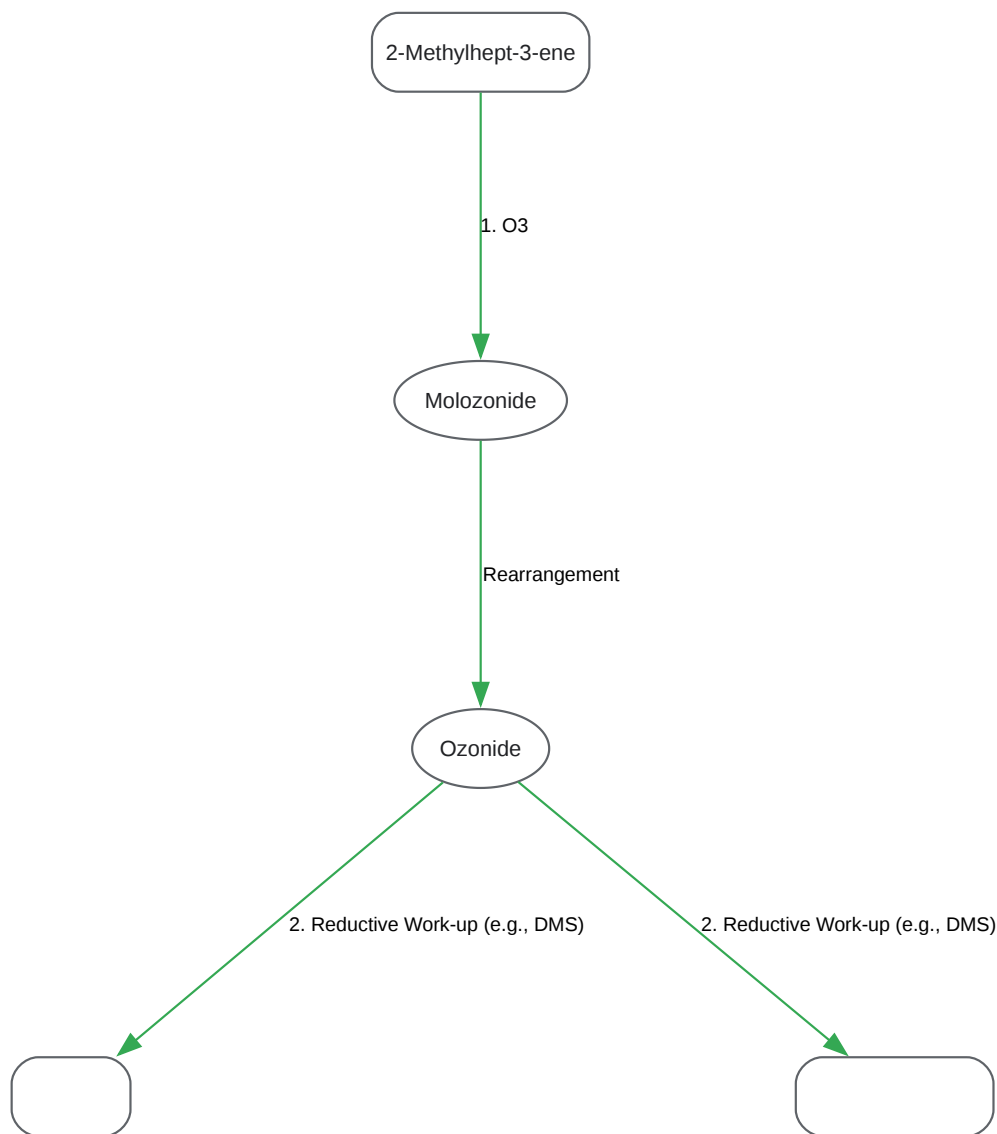 2-Methylhept-3-ene
1. O3
Molozonide
Rearrangement
Ozonide
2. Reductive Work-up (e.g., DMS)
2. Reductive Work-up (e.g., DMS)